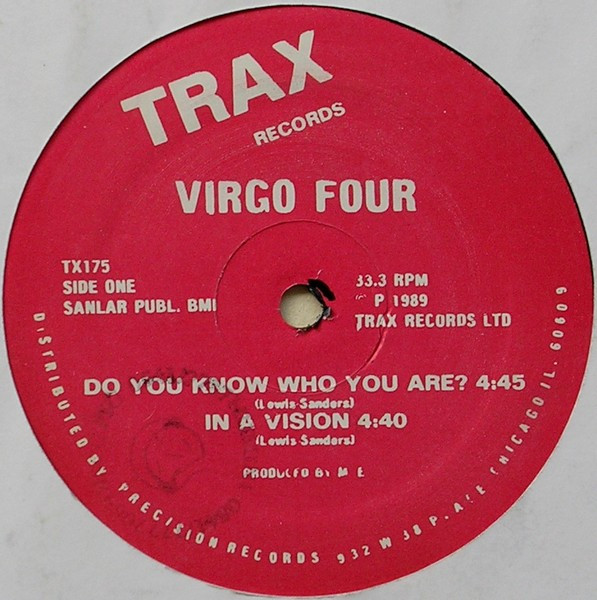 TRAX
RECORDS
VIRGO FOUR
TX175
SIDE ONE
SANLAR PUBL. BMI
33.3 RPM
P 1989
TRAX RECORDS LTD
DO YOU KNOW WHO YOU ARE? 4:45
(Lewis-Sanders)
IN A VISION 4:40
(Lewis-Sanders)
PRODUCED BY M.E.
DISTRIBUTED BY, PRECISION RECORDS 932 W 38 PLACE CHICAGO IL. 60609